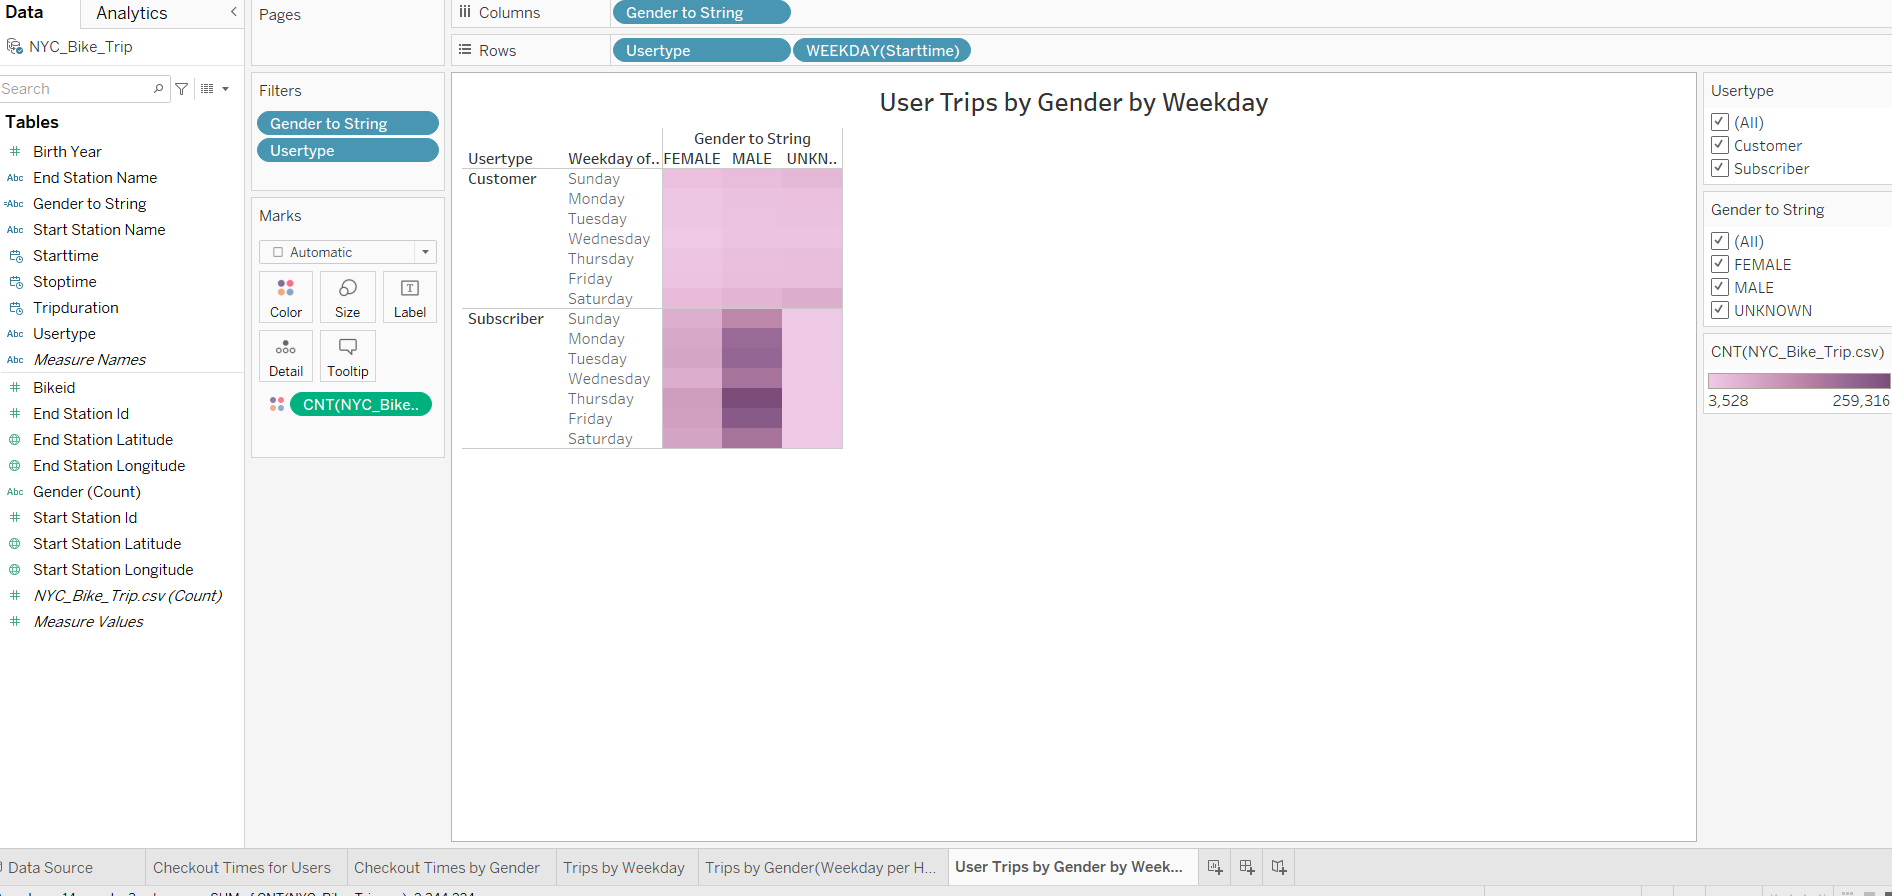 Data
Analytics
NYC_Bike_Trip
Search
Tables
Birth Year
Abc End Station Name
=Abc Gender to String
Abc Start Station Name
Starttime
Stoptime
Tripduration
Abc Usertype
Abc Measure Names
Bikeid
End Station Id
End Station Latitude
End Station Longitude
Abc Gender (Count)
Start Station Id
Start Station Latitude
Start Station Longitude
NYC_Bike_Trip.csv (Count)
Measure Values
Pages
Filters
Gender to String
Usertype
Marks
Automatic
Color Size Label
Detail Tooltip
CNT(NYC_Bike..
Columns Gender to String
Rows Usertype WEEKDAY(Starttime)
User Trips by Gender by Weekday
Gender to String
Usertype Weekday of.. FEMALE MALE UNKN..
Customer Sunday
Monday
Tuesday
Wednesday
Thursday
Friday
Saturday
Subscriber Sunday
Monday
Tuesday
Wednesday
Thursday
Friday
Saturday
Usertype
(All)
Customer
Subscriber
Gender to String
(All)
FEMALE
MALE
UNKNOWN
CNT(NYC_Bike_Trip.csv)
3,528 259,316
Data Source Checkout Times for Users Checkout Times by Gender Trips by Weekday Trips by Gender(Weekday per H... User Trips by Gender by Week...